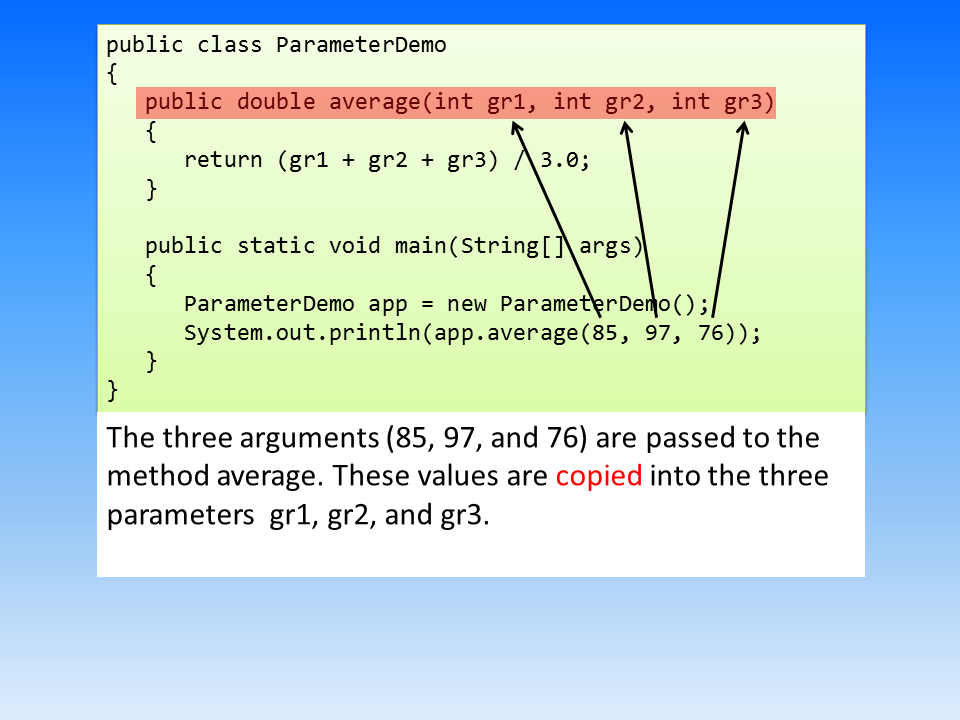 public class ParameterDemo
{
   public double average(int gr1, int gr2, int gr3)
   {
      return (gr1 + gr2 + gr3) / 3.0;
   }

   public static void main(String[] args)
   {
      ParameterDemo app = new ParameterDemo();
      System.out.println(app.average(85, 97, 76));
   }
}
The three arguments (85, 97, and 76) are passed to the
method average. These values are copied into the three
parameters  gr1, gr2, and gr3.